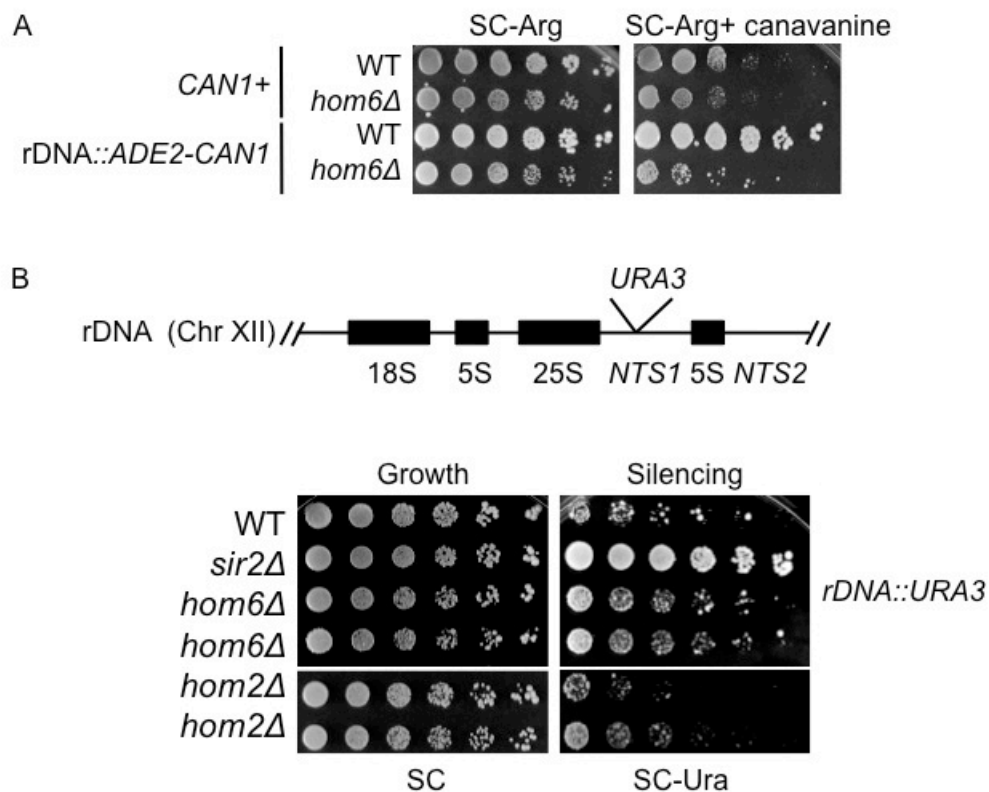 A
SC-Arg SC-Arg+ canavanine
CAN1+
WT
hom6Δ
rDNA::ADE2-CAN1
WT
hom6Δ
B
URA3
rDNA (Chr XII)
18S 5S 25S NTS1 5S NTS2
Growth Silencing
WT
sir2Δ
hom6Δ
rDNA::URA3
hom6Δ
hom2Δ
hom2Δ
SC SC-Ura